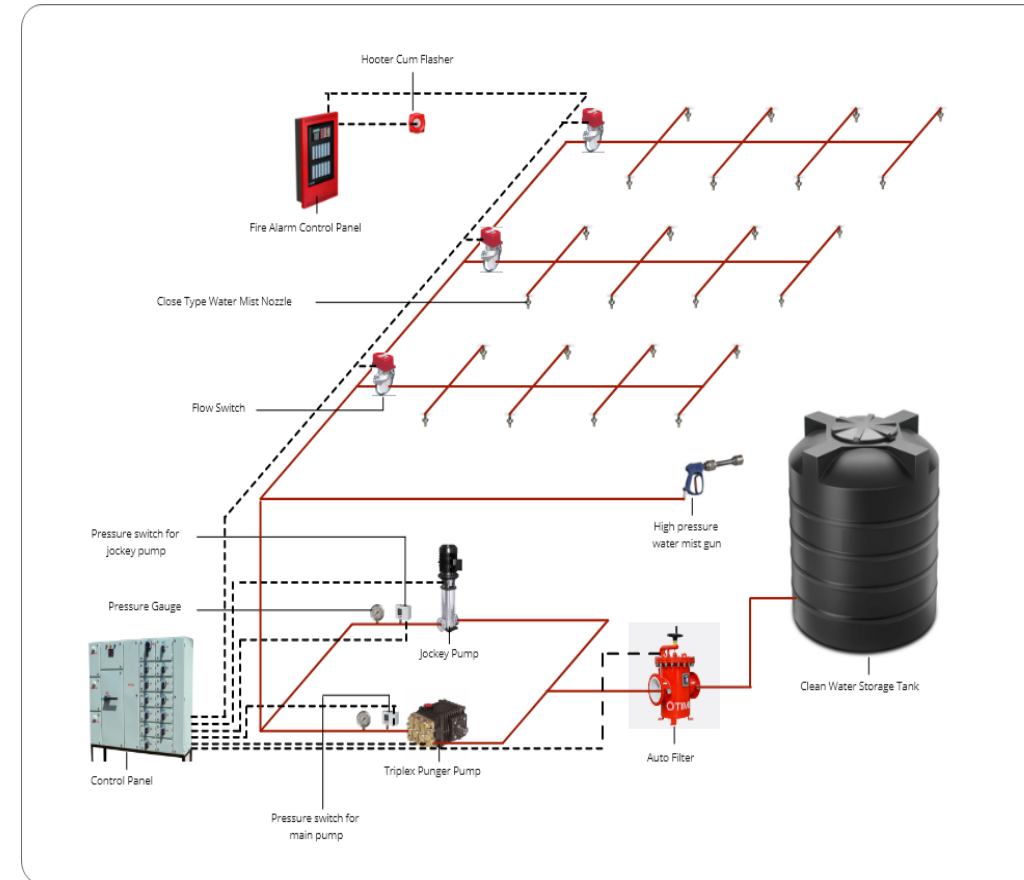 Hooter Cum Flasher
Fire Alarm Control Panel
Close Type Water Mist Nozzle
Flow Switch
High pressure
water mist gun
Pressure switch for
jockey pump
Pressure Gauge
Jockey Pump
Clean Water Storage Tank
OTIM
Auto Filter
Triplex Punger Pump
Control Panel
Pressure switch for
main pump